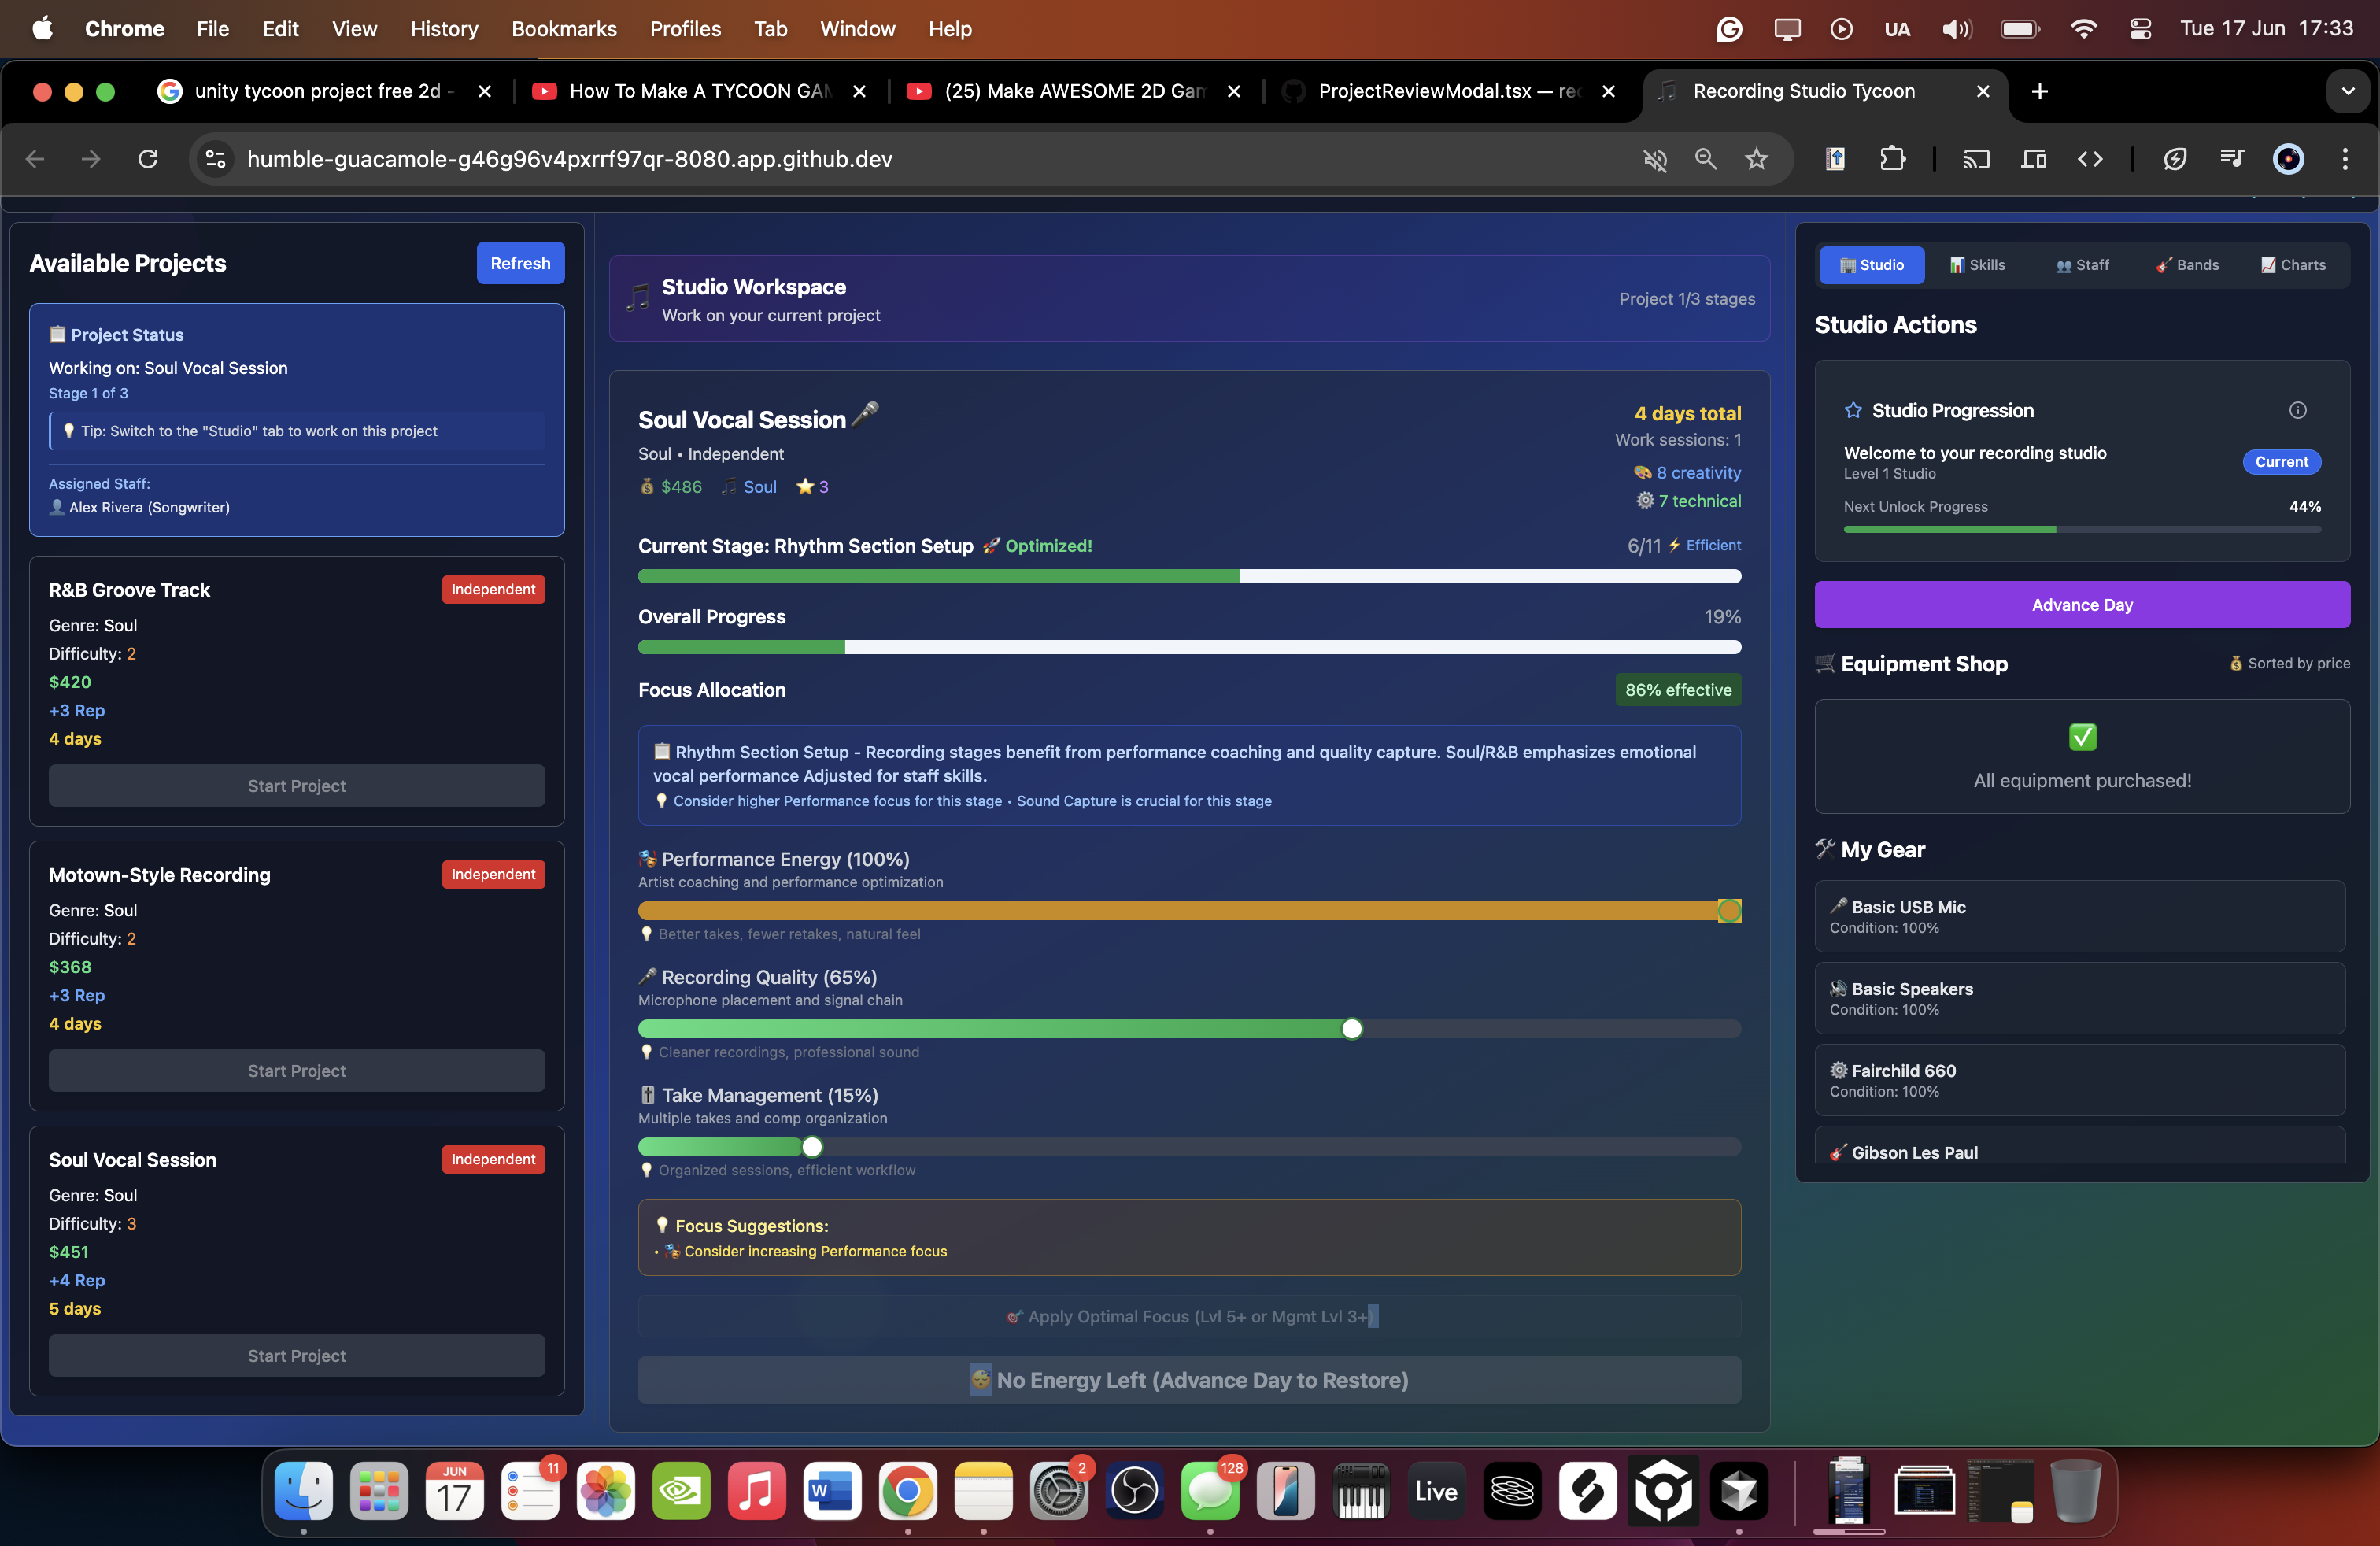 Chrome File Edit View History Bookmarks Profiles Tab Window Help UA Tue 17 Jun 17:33
unity tycoon project free 2d - How To Make A TYCOON GAM (25) Make AWESOME 2D Gam ProjectReviewModal.tsx — rec Recording Studio Tycoon
humble-guacamole-g46g96v4pxrrf97qr-8080.app.github.dev
Available Projects
Refresh
📋 Project Status
Working on: Soul Vocal Session
Stage 1 of 3
💡 Tip: Switch to the "Studio" tab to work on this project
Assigned Staff:
👤 Alex Rivera (Songwriter)
R&B Groove Track
Independent
Genre: Soul
Difficulty: 2
$420
+3 Rep
4 days
Start Project
Motown-Style Recording
Independent
Genre: Soul
Difficulty: 2
$368
+3 Rep
4 days
Start Project
Soul Vocal Session
Independent
Genre: Soul
Difficulty: 3
$451
+4 Rep
5 days
Start Project
Studio Workspace
Work on your current project
Project 1/3 stages
Soul Vocal Session 🎤
4 days total
Work sessions: 1
Soul • Independent
💰 $486 🎵 Soul ⭐ 3
🎨 8 creativity
⚙️ 7 technical
Current Stage: Rhythm Section Setup 🚀 Optimized!
6/11 ⚡ Efficient
Overall Progress
19%
Focus Allocation
86% effective
📋 Rhythm Section Setup - Recording stages benefit from performance coaching and quality capture. Soul/R&B emphasizes emotional
vocal performance Adjusted for staff skills.
💡 Consider higher Performance focus for this stage • Sound Capture is crucial for this stage
🎭 Performance Energy (100%)
Artist coaching and performance optimization
💡 Better takes, fewer retakes, natural feel
🎤 Recording Quality (65%)
Microphone placement and signal chain
💡 Cleaner recordings, professional sound
🎚️ Take Management (15%)
Multiple takes and comp organization
💡 Organized sessions, efficient workflow
💡 Focus Suggestions:
• 🎭 Consider increasing Performance focus
🎯 Apply Optimal Focus (Lvl 5+ or Mgmt Lvl 3+)
😴 No Energy Left (Advance Day to Restore)
🏢 Studio 📊 Skills 👥 Staff 🎸 Bands 📈 Charts
Studio Actions
Studio Progression
Welcome to your recording studio
Level 1 Studio
Current
Next Unlock Progress
44%
Advance Day
🛒 Equipment Shop
💰 Sorted by price
✅
All equipment purchased!
🛠️ My Gear
🎤 Basic USB Mic
Condition: 100%
🔊 Basic Speakers
Condition: 100%
⚙️ Fairchild 660
Condition: 100%
🎸 Gibson Les Paul
JUN
17
11
W
2
128
Live